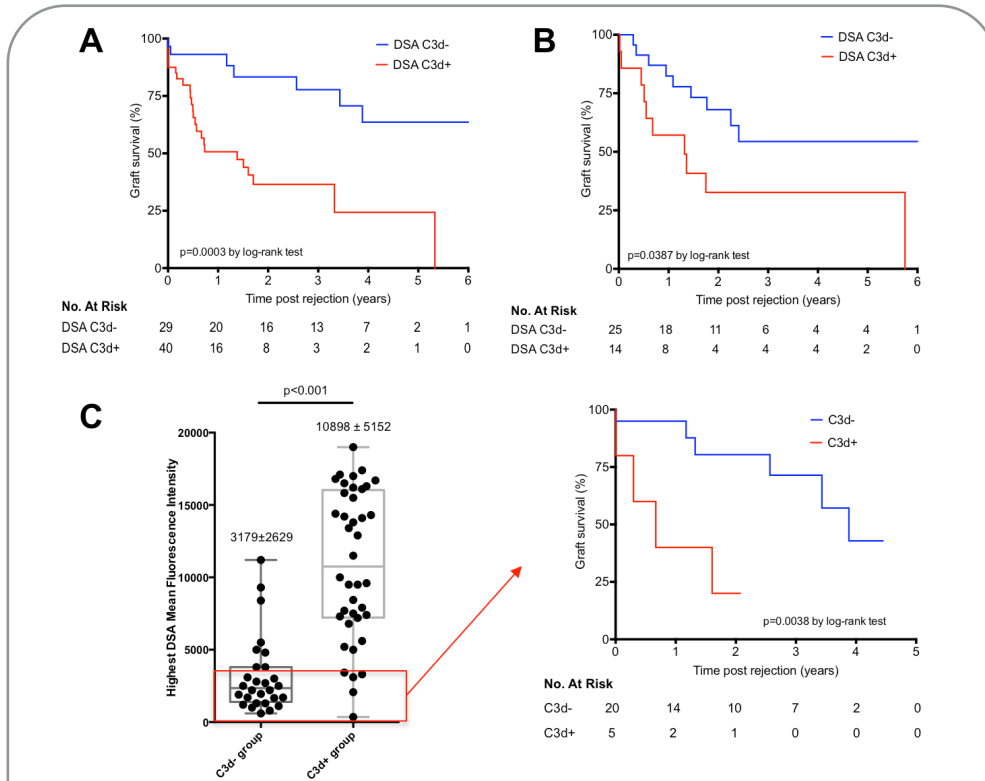 A
100
75
50
25
0
Graft survival (%)
DSA C3d-
DSA C3d+
p=0.0003 by log-rank test
0 1 2 3 4 5 6
Time post rejection (years)
No. At Risk
DSA C3d- 29 20 16 13 7 2 1
DSA C3d+ 40 16 8 3 2 1 0
B
100
75
50
25
0
Graft survival (%)
DSA C3d-
DSA C3d+
p=0.0387 by log-rank test
0 1 2 3 4 5 6
Time post rejection (years)
No. At Risk
DSA C3d- 25 18 11 6 4 4 1
DSA C3d+ 14 8 4 4 4 2 0
C
p<0.001
10898 ± 5152
3179±2629
20000
15000
10000
5000
0
Highest DSA Mean Fluorescence Intensity
C3d- group
C3d+ group
100
75
50
25
0
Graft survival (%)
C3d-
C3d+
p=0.0038 by log-rank test
0 1 2 3 4 5
Time post rejection (years)
No. At Risk
C3d- 20 14 10 7 2 0
C3d+ 5 2 1 0 0 0